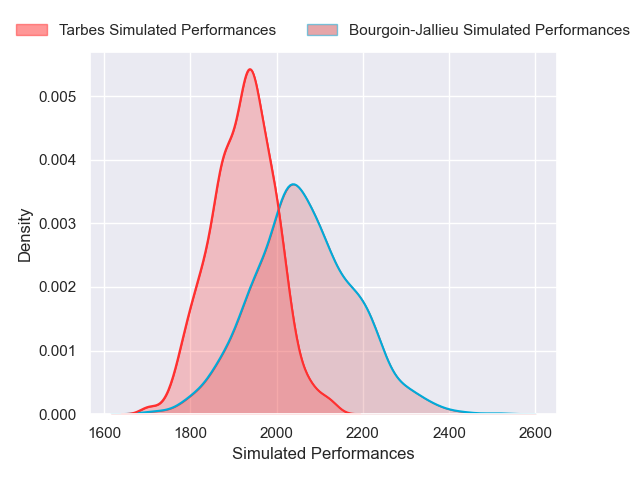 Tarbes Simulated Performances
Bourgoin-Jallieu Simulated Performances
0.005
0.004
0.003
0.002
0.001
0.000
Density
1600 1800 2000 2200 2400 2600
Simulated Performances